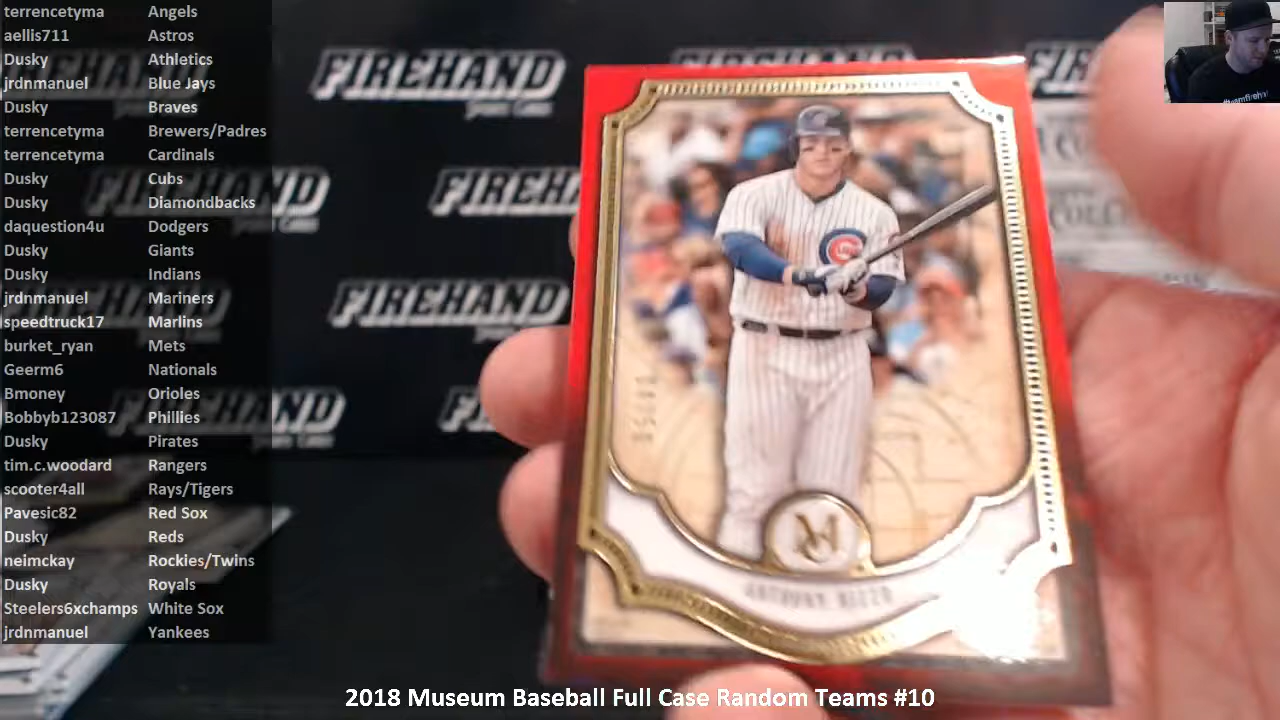 terrencetyma Angels
aellis711 Astros
Dusky Athletics
jrdnmanuel Blue Jays
Dusky Braves
terrencetyma Brewers/Padres
terrencetyma Cardinals
Dusky Cubs
Dusky Diamondbacks
daquestion4u Dodgers
Dusky Giants
Dusky Indians
jrdnmanuel Mariners
speedtruck17 Marlins
burket_ryan Mets
Geerm6 Nationals
Bmoney Orioles
Bobbyb123087 Phillies
Dusky Pirates
tim.c.woodard Rangers
scooter4all Rays/Tigers
Pavesic82 Red Sox
Dusky Reds
neimckay Rockies/Twins
Dusky Royals
Steelers6xchamps White Sox
jrdnmanuel Yankees
FIREHAND
FIREHAND
FIREHAND
ANTHONY RIZZO
2018 Museum Baseball Full Case Random Teams #10